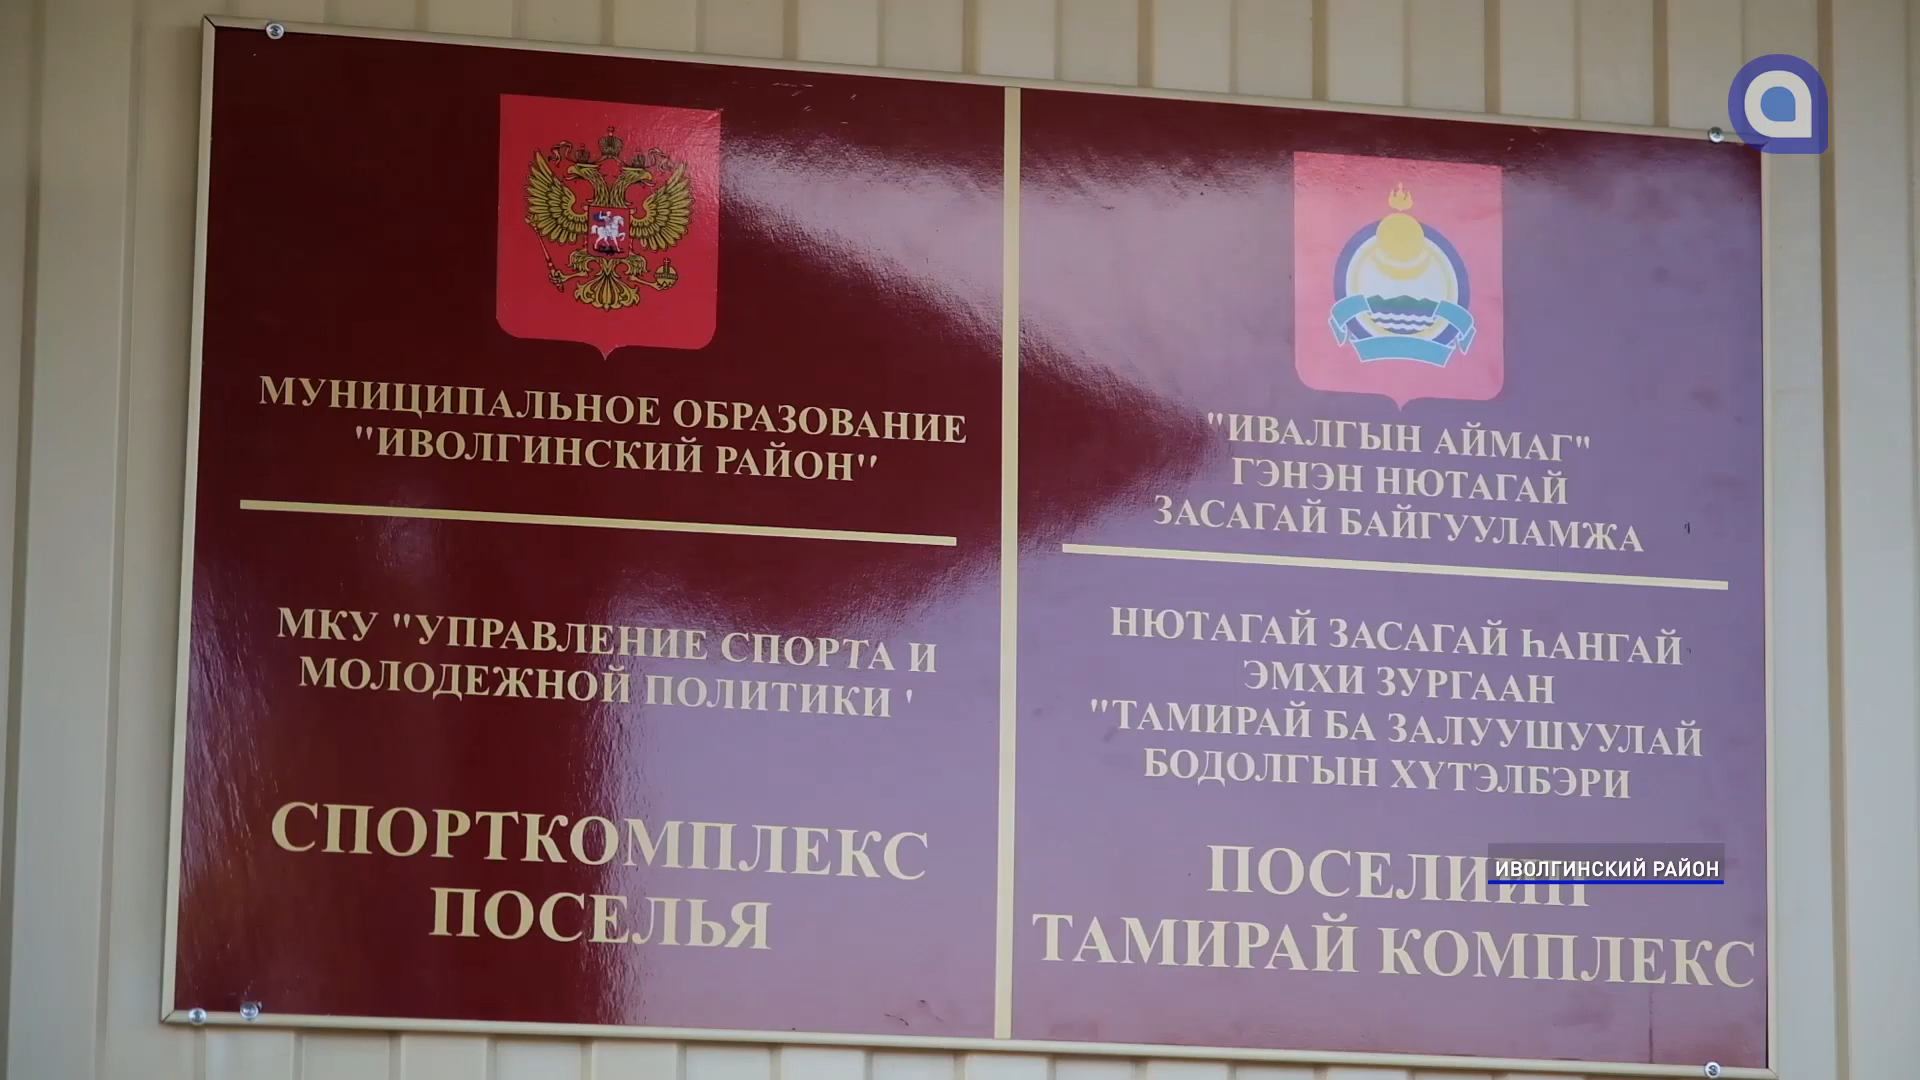 МУНИЦИПАЛЬНОЕ ОБРАЗОВАНИЕ
"ИВОЛГИНСКИЙ РАЙОН"
МКУ "УПРАВЛЕНИЕ СПОРТА И
МОЛОДЕЖНОЙ ПОЛИТИКИ '
СПОРТКОМПЛЕКС
ПОСЕЛЬЯ
"ИВАЛГЫН АЙМАГ"
ГЭНЭН НЮТАГАЙ
ЗАСАГАЙ БАЙГУУЛАМЖА
НЮТАГАЙ ЗАСАГАЙ ҺАНГАЙ
ЭМХИ ЗУРГААН
"ТАМИРАЙ БА ЗАЛУУШУУЛАЙ
БОДОЛГЫН ХҮТЭЛБЭРИ
ТАМИРАЙ КОМПЛЕКС
ИВОЛГИНСКИЙ РАЙОН